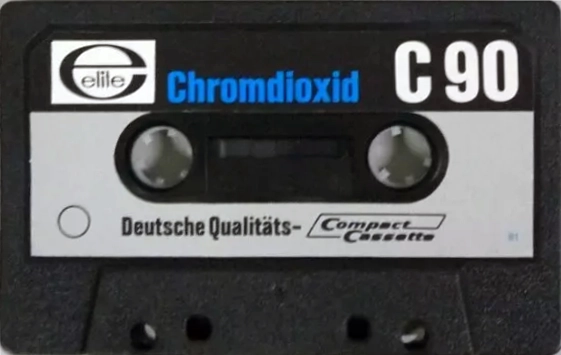 elite
Chromdioxid
C 90
Deutsche Qualitäts-
Compact
Cassette